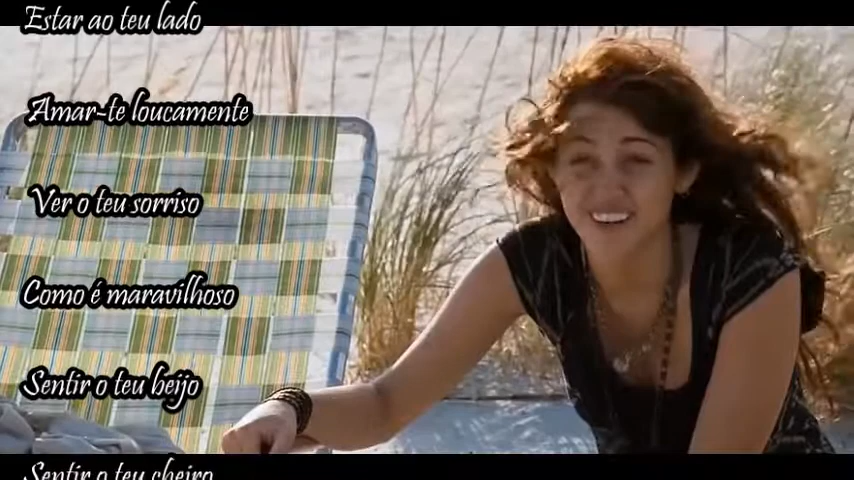 Estar ao teu lado
Amar-te loucamente
Ver o teu sorriso
Como é maravilhoso
Sentir o teu beijo
Sentir o teu cheiro